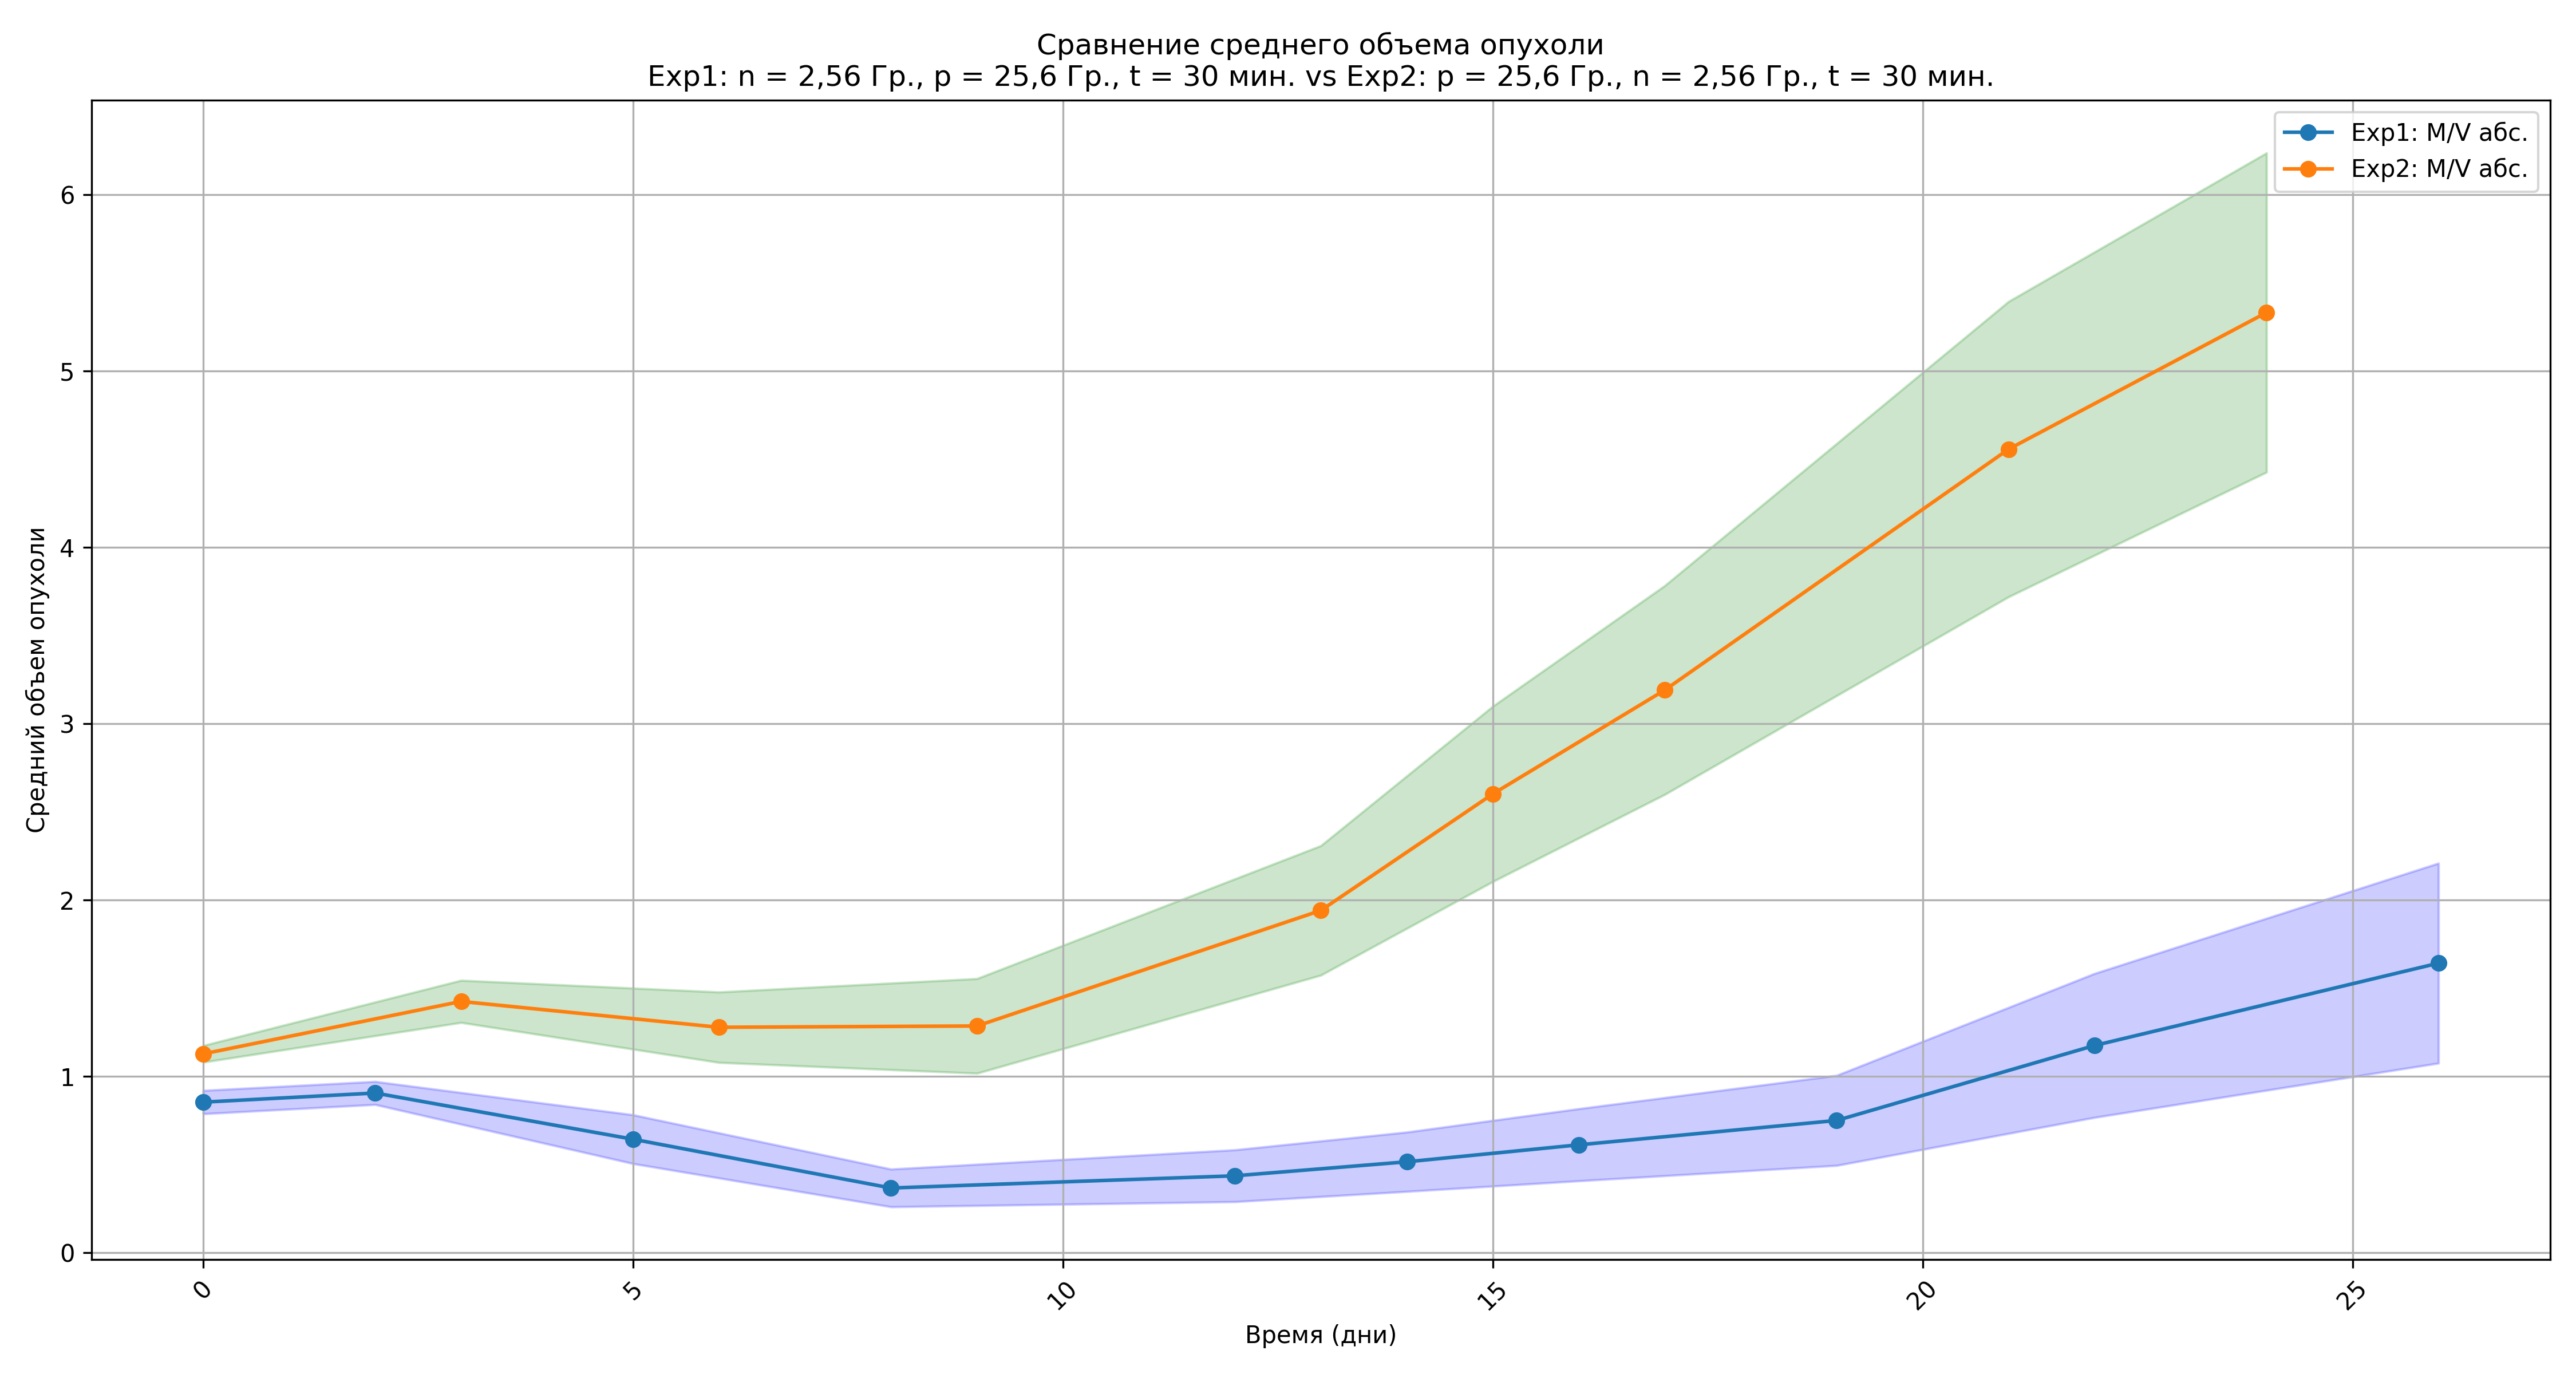 Сравнение среднего объема опухоли
Exp1: n = 2,56 Гр., p = 25,6 Гр., t = 30 мин. vs Exp2: p = 25,6 Гр., n = 2,56 Гр., t = 30 мин.
Exp1: M/V абс.
Exp2: M/V абс.
6
5
4
3
2
1
0
Средний объем опухоли
0 5 10 15 20 25
Время (дни)